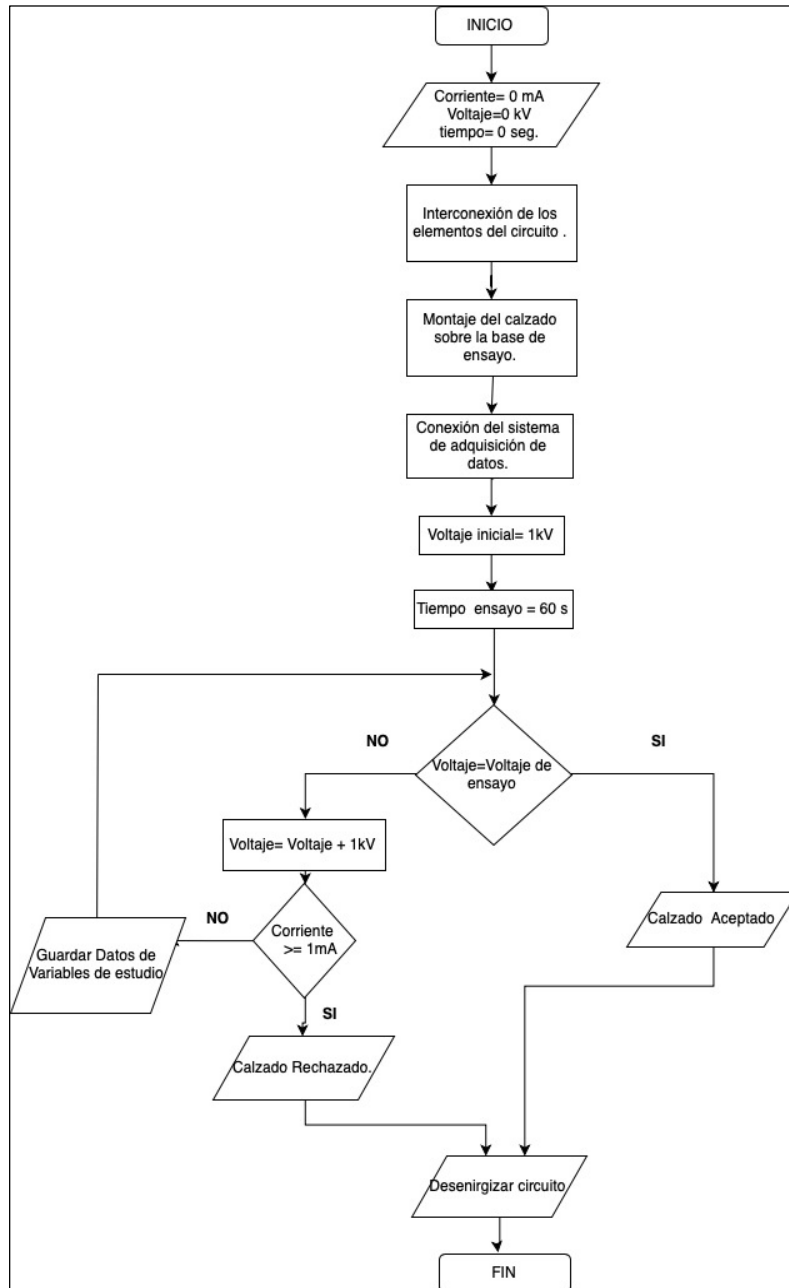 INICIO
Corriente= 0 mA
Voltaje=0 kV
tiempo= 0 seg.
Interconexión de los
elementos del circuito .
Montaje del calzado
sobre la base de
ensayo.
Conexión del sistema
de adquisición de
datos.
Voltaje inicial= 1kV
Tiempo ensayo = 60 s
NO
SI
Voltaje=Voltaje de
ensayo
Voltaje= Voltaje + 1kV
NO
Corriente
>= 1mA
Calzado Aceptado
Guardar Datos de
Variables de estudio
SI
Calzado Rechazado.
Desenirgizar circuito
FIN